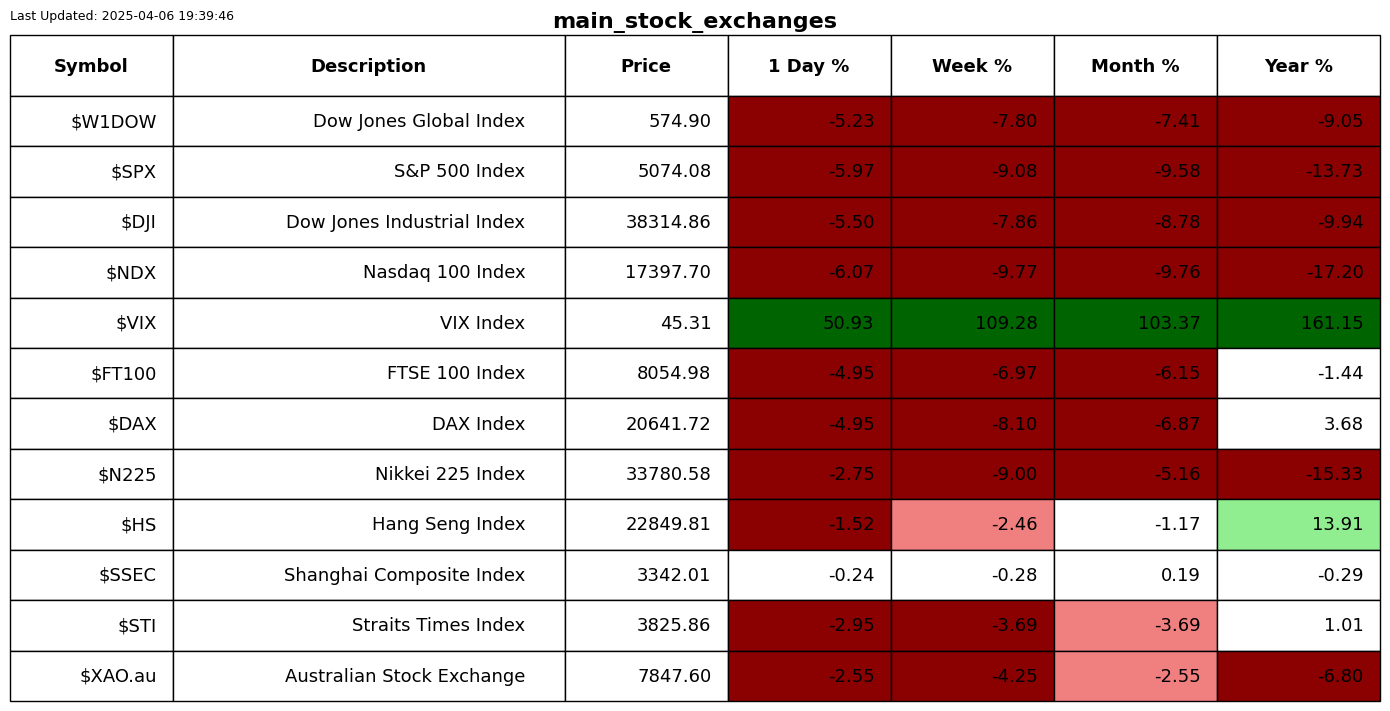 Last Updated: 2025-04-06 19:39:46
main_stock_exchanges
Symbol Description Price 1 Day % Week % Month % Year %
$W1DOW Dow Jones Global Index 574.90 -5.23 -7.80 -7.41 -9.05
$SPX S&P 500 Index 5074.08 -5.97 -9.08 -9.58 -13.73
$DJI Dow Jones Industrial Index 38314.86 -5.50 -7.86 -8.78 -9.94
$NDX Nasdaq 100 Index 17397.70 -6.07 -9.77 -9.76 -17.20
$VIX VIX Index 45.31 50.93 109.28 103.37 161.15
$FT100 FTSE 100 Index 8054.98 -4.95 -6.97 -6.15 -1.44
$DAX DAX Index 20641.72 -4.95 -8.10 -6.87 3.68
$N225 Nikkei 225 Index 33780.58 -2.75 -9.00 -5.16 -15.33
$HS Hang Seng Index 22849.81 -1.52 -2.46 -1.17 13.91
$SSEC Shanghai Composite Index 3342.01 -0.24 -0.28 0.19 -0.29
$STI Straits Times Index 3825.86 -2.95 -3.69 -3.69 1.01
$XAO.au Australian Stock Exchange 7847.60 -2.55 -4.25 -2.55 -6.80